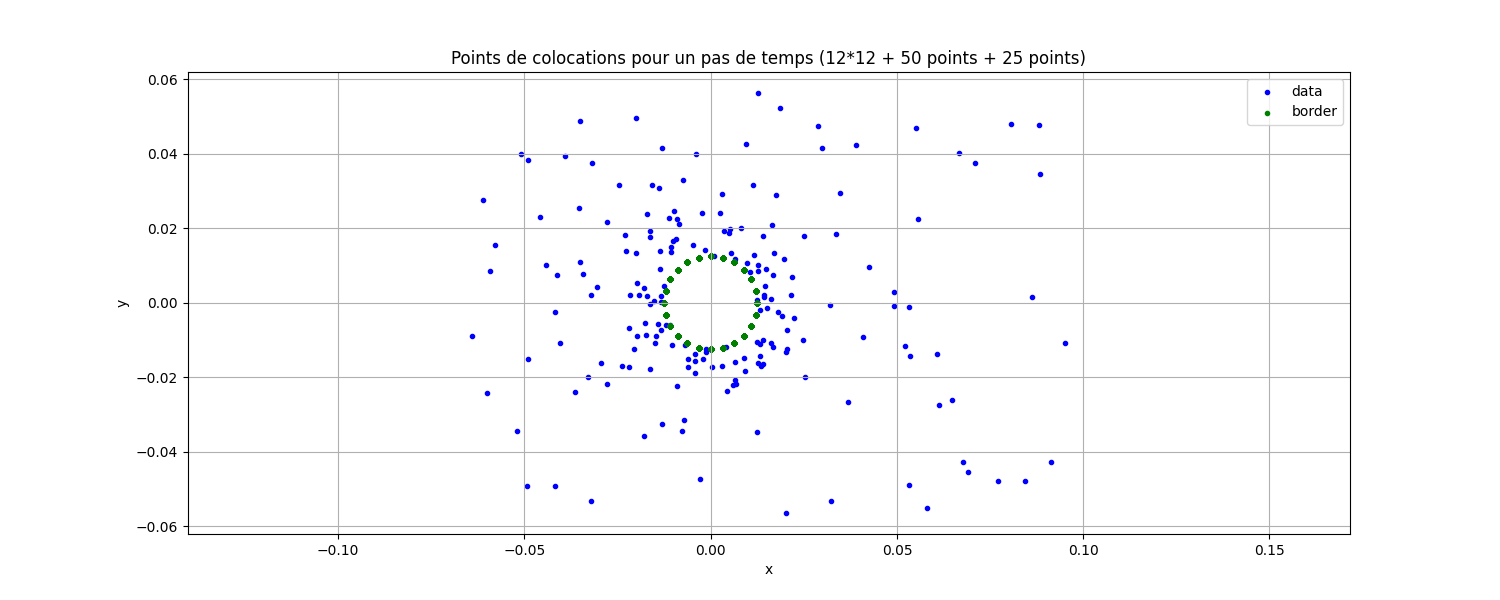 Points de colocations pour un pas de temps (12*12 + 50 points + 25 points)
0.06
0.04
0.02
0.00
−0.02
−0.04
−0.06
y
data
border
−0.10
−0.05
0.00
0.05
0.10
0.15
x